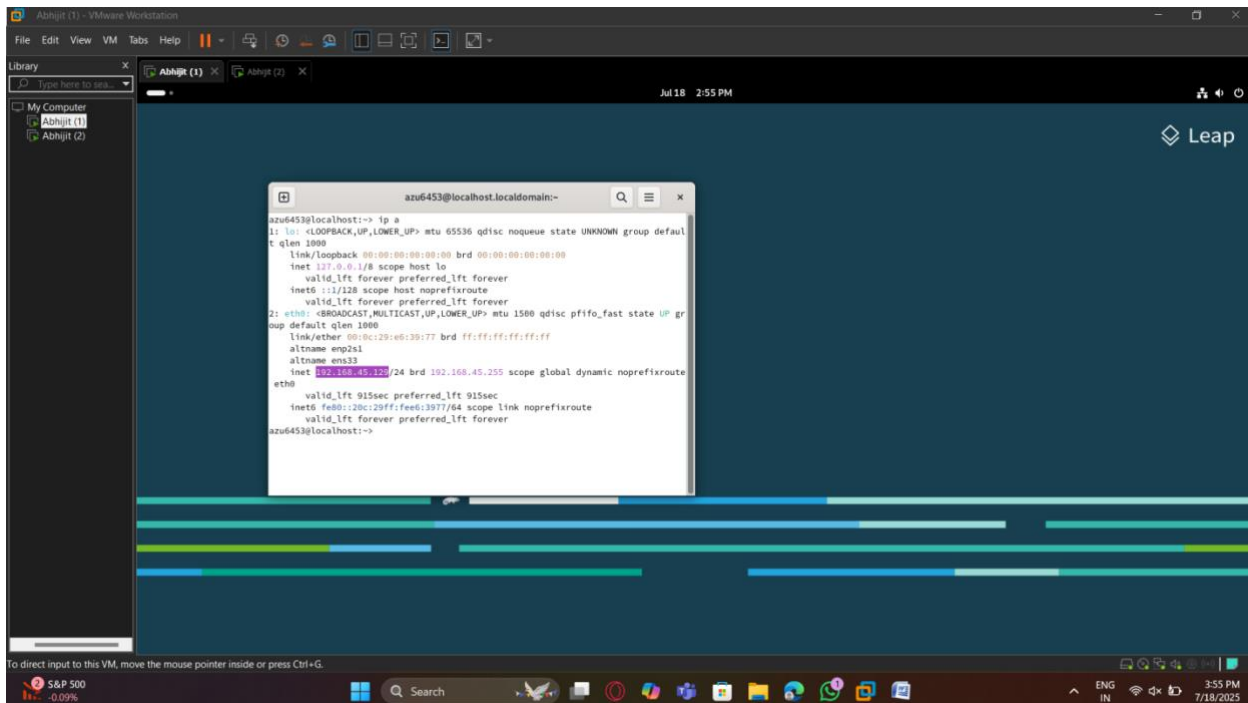 Abhijit (1) - VMware Workstation
File Edit View VM Tabs Help
Library X
Type here to sea...
My Computer
Abhijit (1)
Abhijit (2)
Abhijit (1) X Abhijit (2) X
Jul 18 2:55 PM
Leap
azu6453@localhost.localdomain:~
azu6453@localhost:~> ip a
1: lo: <LOOPBACK,UP,LOWER_UP> mtu 65536 qdisc noqueue state UNKNOWN group defaul
t qlen 1000
link/loopback 00:00:00:00:00:00 brd 00:00:00:00:00:00
inet 127.0.0.1/8 scope host lo
valid_lft forever preferred_lft forever
inet6 ::1/128 scope host noprefixroute
valid_lft forever preferred_lft forever
2: eth0: <BROADCAST,MULTICAST,UP,LOWER_UP> mtu 1500 qdisc pfifo_fast state UP gr
oup default qlen 1000
link/ether 00:0c:29:e6:39:77 brd ff:ff:ff:ff:ff:ff
altname enp2s1
altname ens33
inet 192.168.45.129/24 brd 192.168.45.255 scope global dynamic noprefixroute
eth0
valid_lft 915sec preferred_lft 915sec
inet6 fe80::20c:29ff:fee6:3977/64 scope link noprefixroute
valid_lft forever preferred_lft forever
azu6453@localhost:~>
To direct input to this VM, move the mouse pointer inside or press Ctrl+G.
2
S&P 500
-0.09%
Search
1
ENG
IN
3:55 PM
7/18/2025